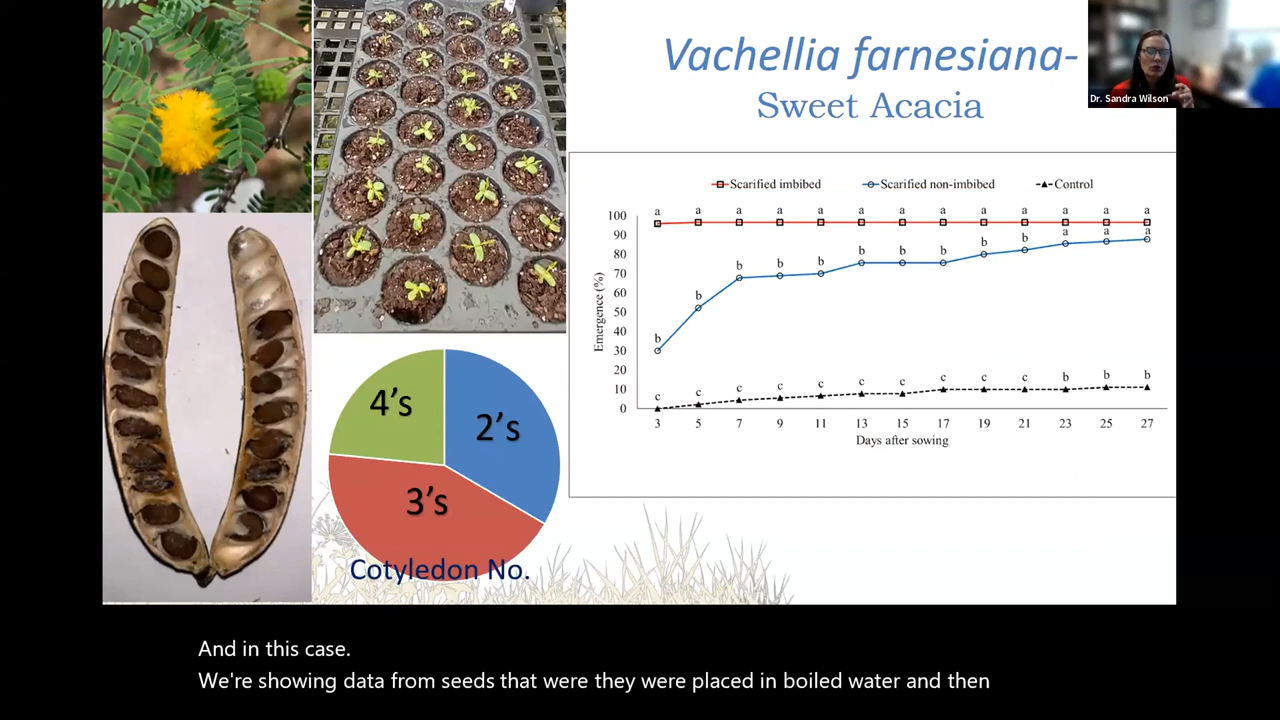 Vachellia farnesiana-
Sweet Acacia
Dr. Sandra Wilson
Scarified imbibed
Scarified non-imbibed
Control
a a a a a a a a a a a a a
b b b b b b b b b b a a a
c c c c c c c c c c b b b
Emergence (%)
100
90
80
70
60
50
40
30
20
10
0
3 5 7 9 11 13 15 17 19 21 23 25 27
Days after sowing
4's
2's
3's
Cotyledon No.
And in this case.
We're showing data from seeds that were they were placed in boiled water and then